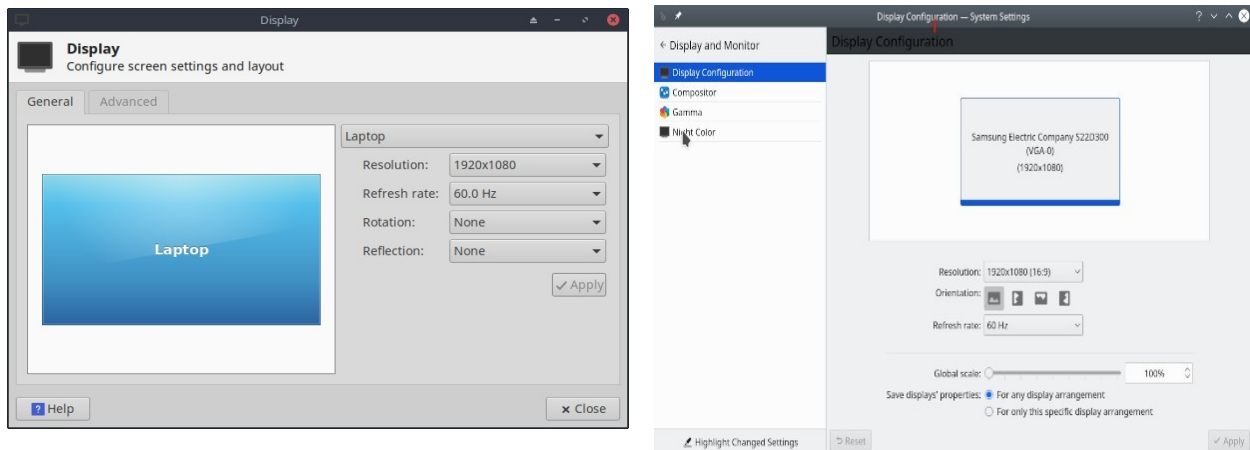 Display
Display
Configure screen settings and layout
General Advanced
Laptop
Laptop
Resolution: 1920x1080
Refresh rate: 60.0 Hz
Rotation: None
Reflection: None
Apply
Help
Close
Display Configuration — System Settings
Display and Monitor
Display Configuration
Compositor
Gamma
Night Color
Highlight Changed Settings
Display Configuration
Samsung Electric Company S22D300
(VGA-0)
(1920x1080)
Resolution: 1920x1080 (16:9)
Orientation:
Refresh rate: 60 Hz
Global scale: 100%
Save displays' properties: For any display arrangement
For only this specific display arrangement
Reset
Apply